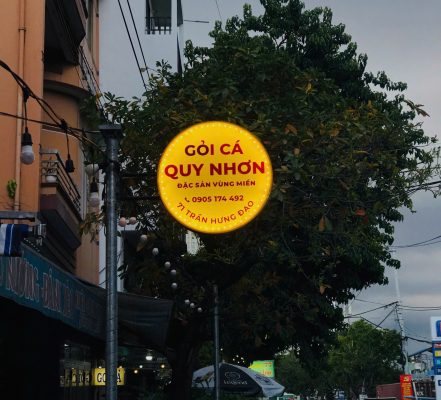 GỎI CÁ
QUY NHƠN
ĐẶC SẢN VÙNG MIỀN
0905 174 492
71 TRẦN HƯNG ĐẠO